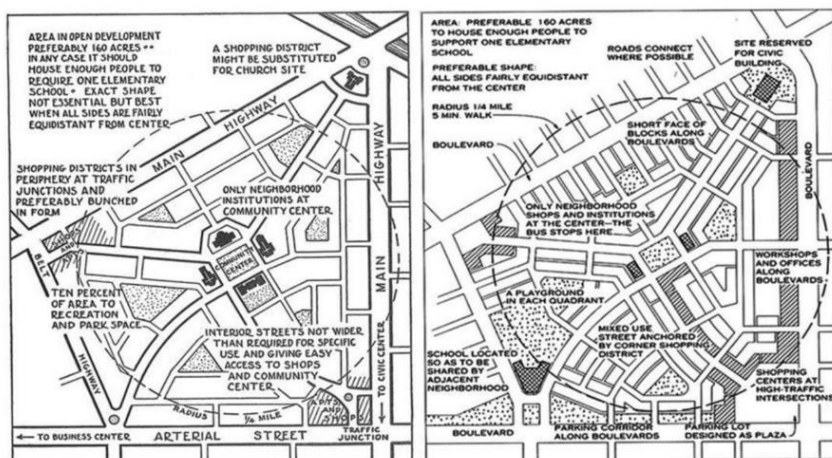 AREA IN OPEN DEVELOPMENT
PREFERABLY 160 ACRES **
IN ANY CASE IT SHOULD
HOUSE ENOUGH PEOPLE TO
REQUIRE ONE ELEMENTARY
SCHOOL * EXACT SHAPE
NOT ESSENTIAL BUT BEST
WHEN ALL SIDES ARE FAIRLY
EQUIDISTANT FROM CENTER
A SHOPPING DISTRICT
MIGHT BE SUBSTITUTED
FOR CHURCH SITE
MAIN HIGHWAY
HIGHWAY
MAIN
SHOPPING DISTRICTS IN
PERIPHERY AT TRAFFIC
JUNCTIONS AND
PREFERABLY BUNCHED
IN FORM
ONLY NEIGHBORHOOD
INSTITUTIONS AT
COMMUNITY CENTER
COMMUNITY
CENTER
BELT
HIGHWAY
TEN PERCENT
OF AREA TO
RECREATION
AND PARK SPACE
INTERIOR STREETS NOT WIDER
THAN REQUIRED FOR SPECIFIC
USE AND GIVING EASY
ACCESS TO SHOPS
AND COMMUNITY
CENTER
TO CIVIC CENTER
RADIUS
1/4 MILE
APTS
AND
SHOPS
TRAFFIC
JUNCTION
TO BUSINESS CENTER
ARTERIAL STREET
AREA: PREFERABLE 160 ACRES
TO HOUSE ENOUGH PEOPLE TO
SUPPORT ONE ELEMENTARY
SCHOOL
PREFERABLE SHAPE:
ALL SIDES FAIRLY EQUIDISTANT
FROM THE CENTER
RADIUS 1/4 MILE
5 MIN. WALK
BOULEVARD
ROADS CONNECT
WHERE POSSIBLE
SITE RESERVED
FOR CIVIC
BUILDING
SHORT FACE OF
BLOCKS ALONG
BOULEVARDS
BOULEVARD
ONLY NEIGHBORHOOD
SHOPS AND INSTITUTIONS
AT THE CENTER—THE
BUS STOPS HERE
WORKSHOPS
AND OFFICES
ALONG
BOULEVARDS
A PLAYGROUND
IN EACH QUADRANT
MIXED USE
STREET ANCHORED
BY CORNER SHOPPING
DISTRICT
SCHOOL LOCATED
SO AS TO BE
SHARED BY
ADJACENT
NEIGHBORHOOD
SHOPPING
CENTERS AT
HIGH-TRAFFIC
INTERSECTIONS
BOULEVARD
PARKING CORRIDOR
ALONG BOULEVARDS
PARKING LOT
DESIGNED AS PLAZA